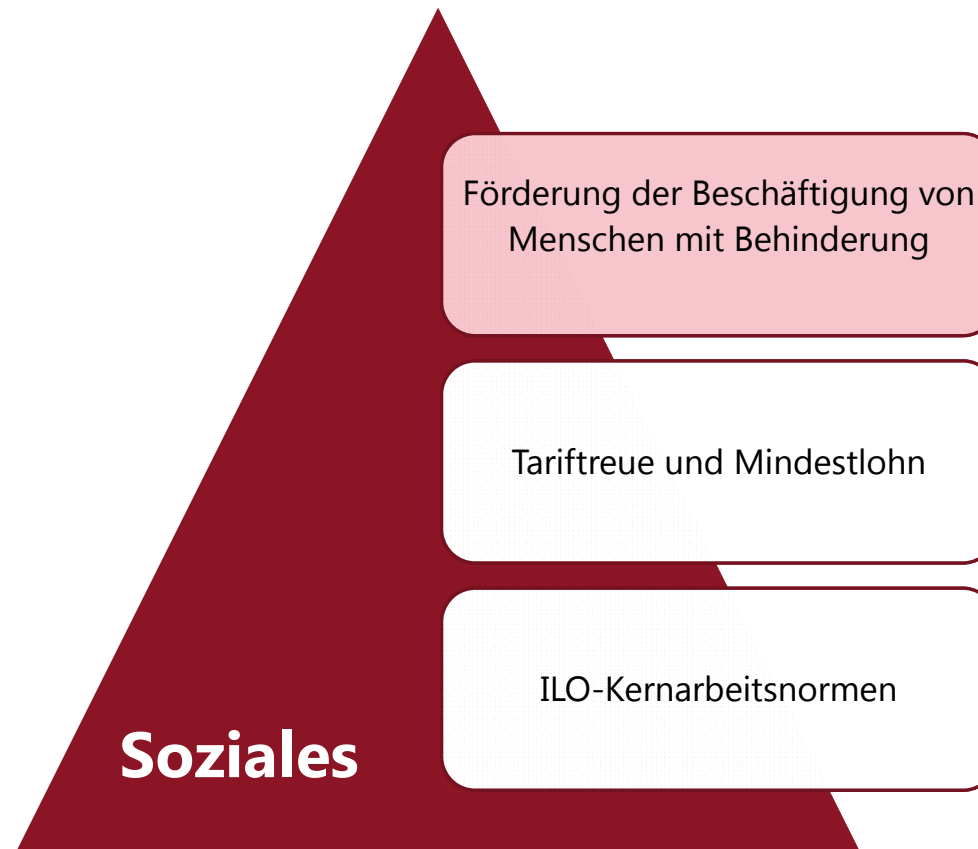 Förderung der Beschäftigung von
Menschen mit Behinderung
Tariftreue und Mindestlohn
ILO-Kernarbeitsnormen
Soziales